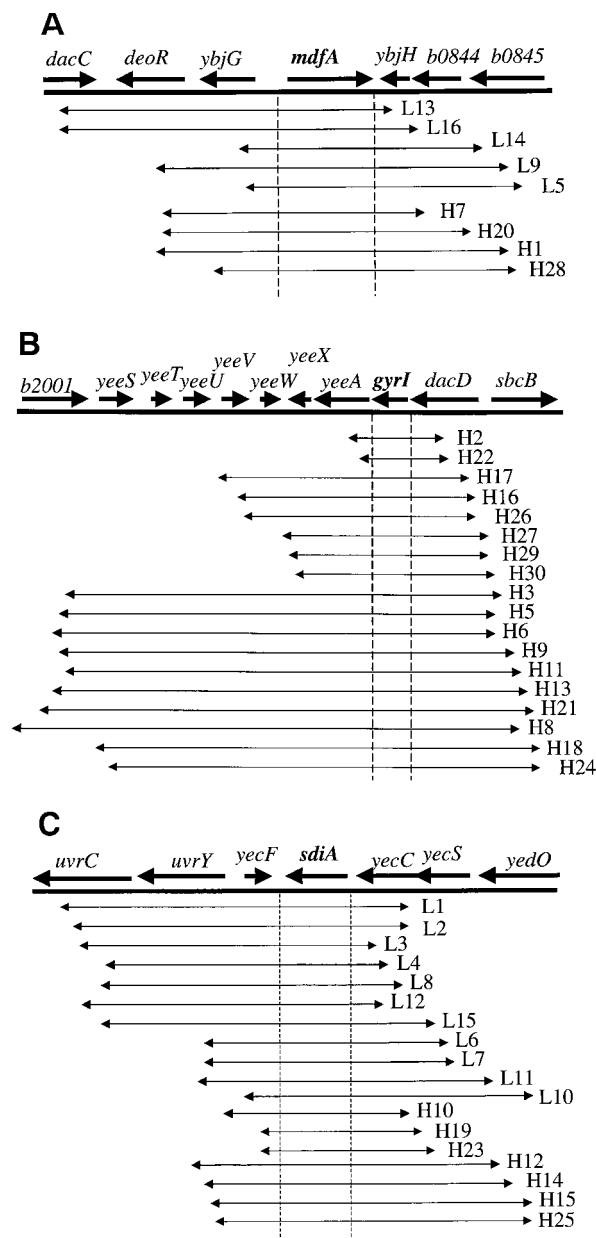 A
dacC deoR ybjG mdfA ybjH b0844 b0845
L13
L16
L14
L9
L5
H7
H20
H1
H28
B
b2001 yeeS yeeT yeeU yeeV yeeW yeeX yeeA gyrI dacD sbcB
H2
H22
H17
H16
H26
H27
H29
H30
H3
H5
H6
H9
H11
H13
H21
H8
H18
H24
C
uvrC uvrY yecF sdiA yecC yecS yedO
L1
L2
L3
L4
L8
L12
L15
L6
L7
L11
L10
H10
H19
H23
H12
H14
H15
H25